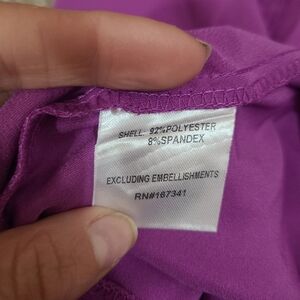 SHELL: 92%POLYESTER
8%SPANDEX
EXCLUDING EMBELLISHMENTS
RN#167341